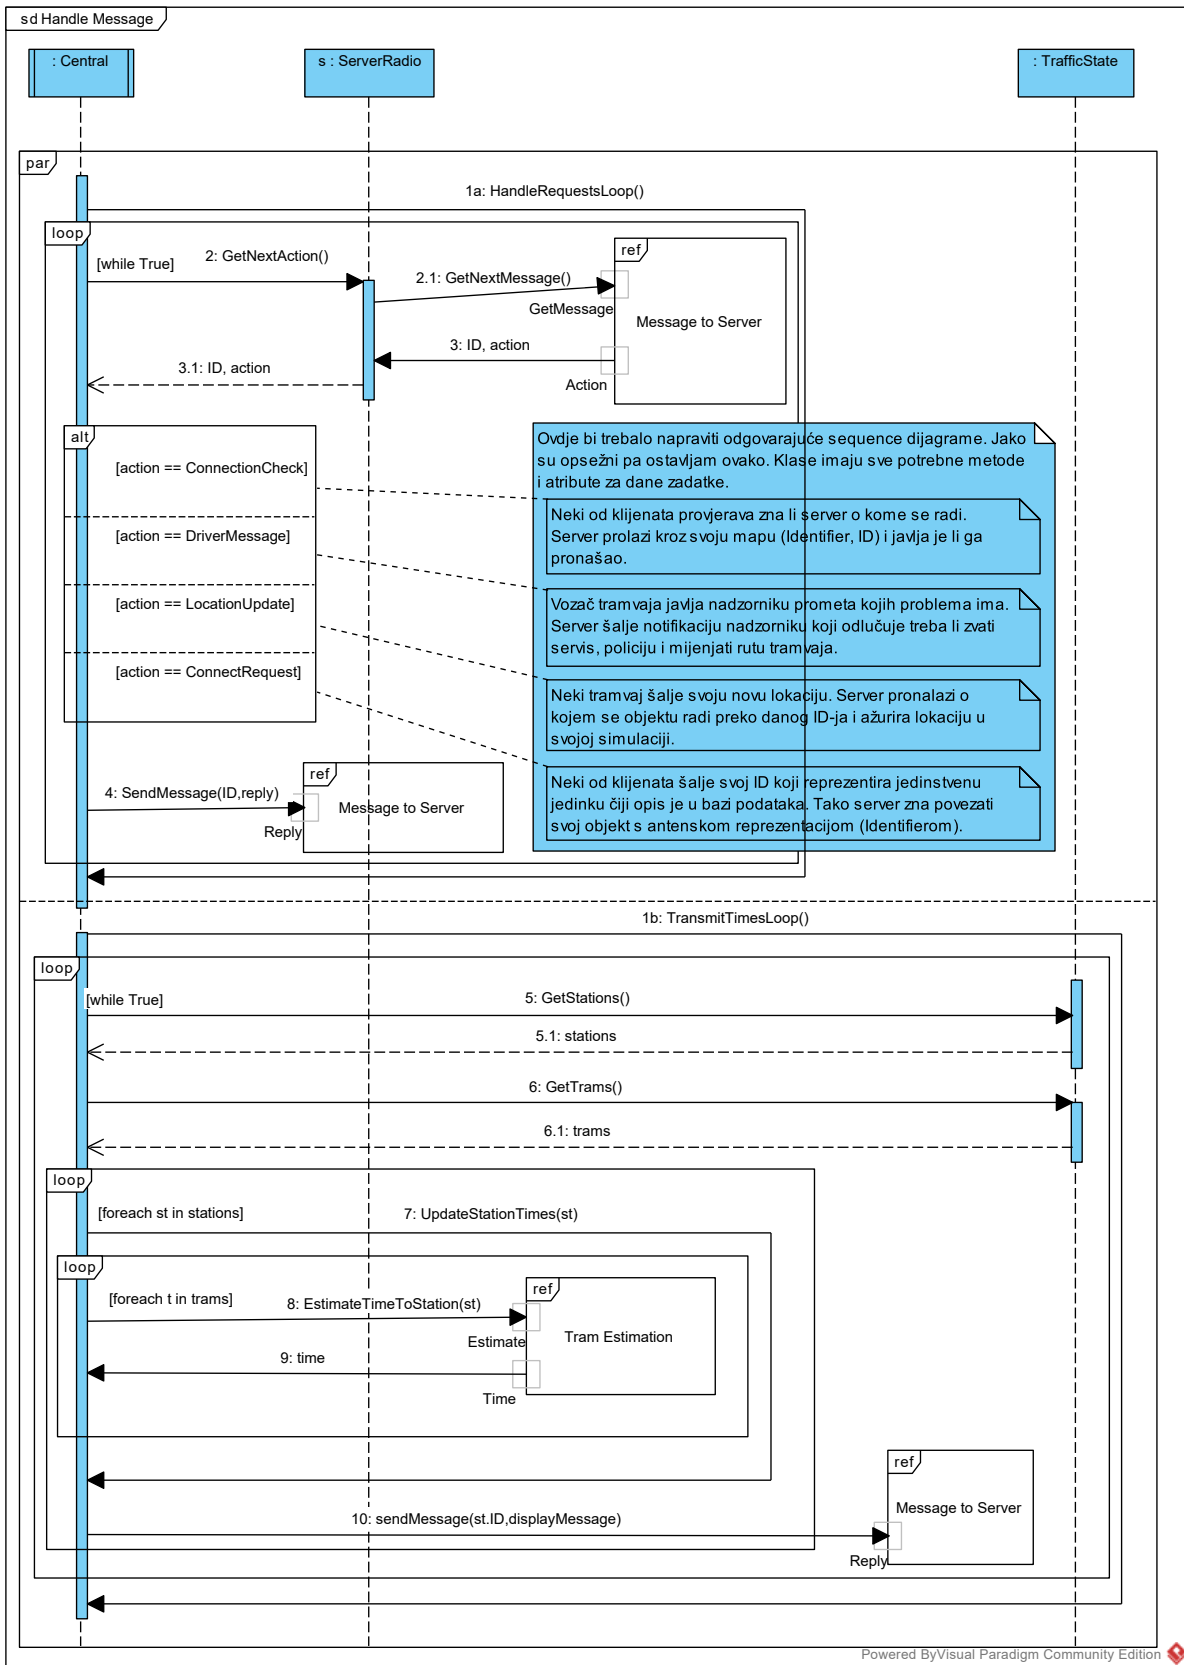 sd Handle Message
: Central
s : ServerRadio
: TrafficState
par
1a: HandleRequestsLoop()
loop
[while True]
2: GetNextAction()
ref
2.1: GetNextMessage()
GetMessage
Message to Server
3: ID, action
3.1: ID, action
Action
alt
[action == ConnectionCheck]
[action == DriverMessage]
[action == LocationUpdate]
[action == ConnectRequest]
Ovdje bi trebalo napraviti odgovarajuće sequence dijagrame. Jako
su opsežni pa ostavljam ovako. Klase imaju sve potrebne metode
i atribute za dane zadatke.
Neki od klijenata provjerava zna li server o kome se radi.
Server prolazi kroz svoju mapu (Identifier, ID) i javlja je li ga
pronašao.
Vozač tramvaja javlja nadzorniku prometa kojih problema ima.
Server šalje notifikaciju nadzorniku koji odlučuje treba li zvati
servis, policiju i mijenjati rutu tramvaja.
Neki tramvaj šalje svoju novu lokaciju. Server pronalazi o
kojem se objektu radi preko danog ID-ja i ažurira lokaciju u
svojoj simulaciji.
Neki od klijenata šalje svoj ID koji reprezentira jedinstvenu
jedinku čiji opis je u bazi podataka. Tako server zna povezati
svoj objekt s antenskom reprezentacijom (Identifierom).
ref
4: SendMessage(ID,reply)
Message to Server
Reply
1b: TransmitTimesLoop()
loop
[while True]
5: GetStations()
5.1: stations
6: GetTrams()
6.1: trams
loop
[foreach st in stations]
7: UpdateStationTimes(st)
loop
[foreach t in trams]
8: EstimateTimeToStation(st)
ref
Estimate
Tram Estimation
9: time
Time
ref
10: sendMessage(st.ID,displayMessage)
Message to Server
Reply
Powered ByVisual Paradigm Community Edition